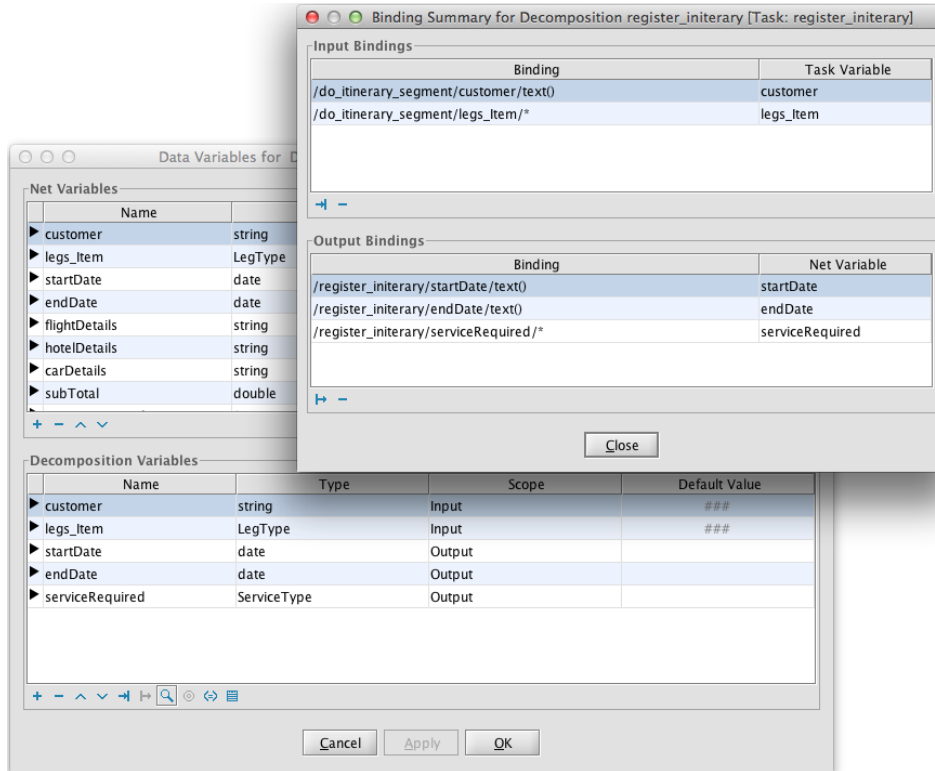 Binding Summary for Decomposition register_initerary [Task: register_initerary]
Input Bindings
Binding Task Variable
/do_itinerary_segment/customer/text() customer
/do_itinerary_segment/legs_Item/* legs_Item
Output Bindings
Binding Net Variable
/register_initerary/startDate/text() startDate
/register_initerary/endDate/text() endDate
/register_initerary/serviceRequired/* serviceRequired
Close
Data Variables for
Net Variables
Name
customer string
legs_Item LegType
startDate date
endDate date
flightDetails string
hotelDetails string
carDetails string
subTotal double
Decomposition Variables
Name Type Scope Default Value
customer string Input ###
legs_Item LegType Input ###
startDate date Output
endDate date Output
serviceRequired ServiceType Output
Cancel Apply OK